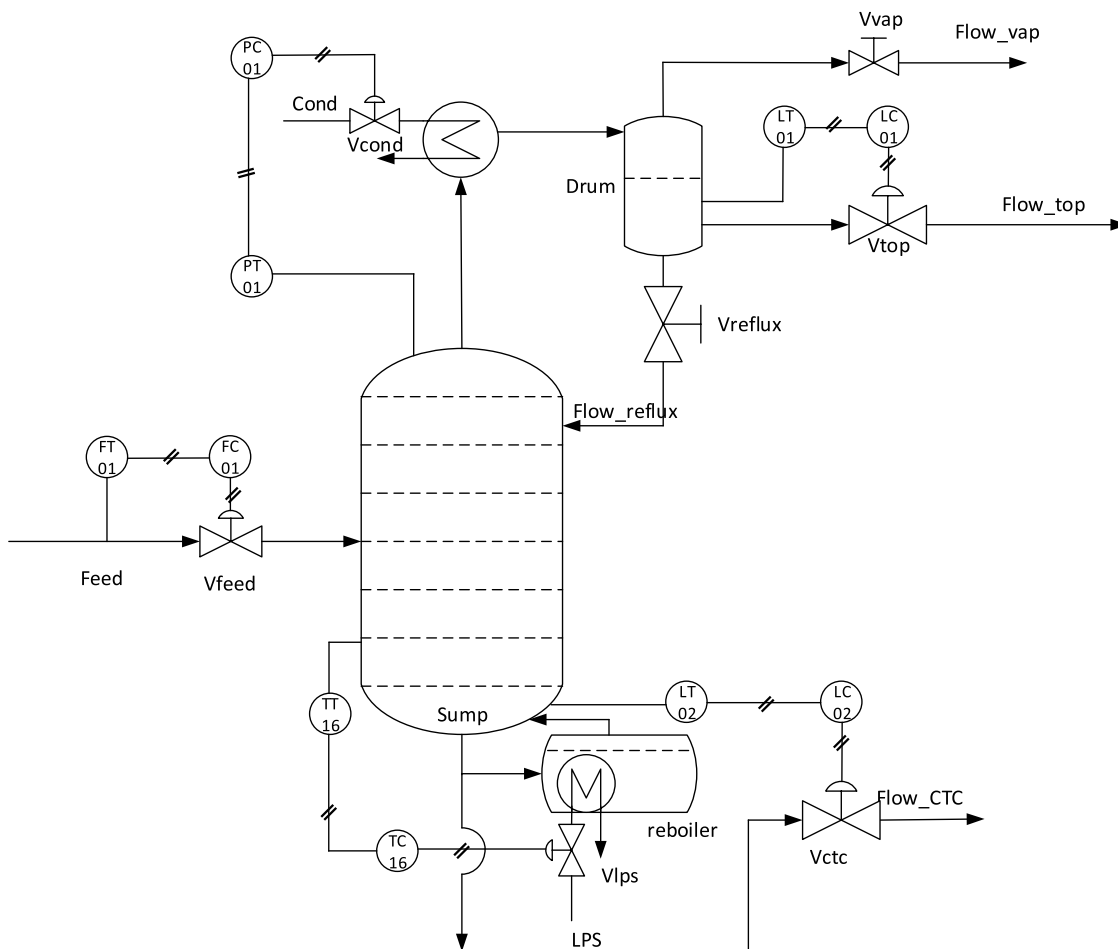 Vvap
Flow_vap
PC
01
Cond
Vcond
LT
01
LC
01
Drum
Flow_top
Vtop
PT
01
Vreflux
Flow_reflux
FT
01
FC
01
Feed
Vfeed
TT
16
Sump
LT
02
LC
02
Flow_CTC
reboiler
TC
16
Vctc
Vlps
LPS